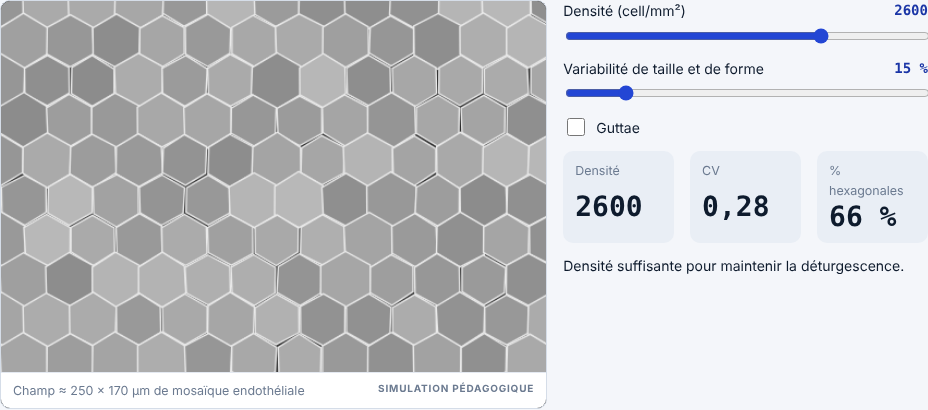 Densité (cell/mm²) 2600
Variabilité de taille et de forme 15 %
Guttae
Densité
2600
CV
0,28
%
hexagonales
66 %
Densité suffisante pour maintenir la déturgescence.
Champ ≈ 250 × 170 µm de mosaïque endothéliale
SIMULATION PÉDAGOGIQUE